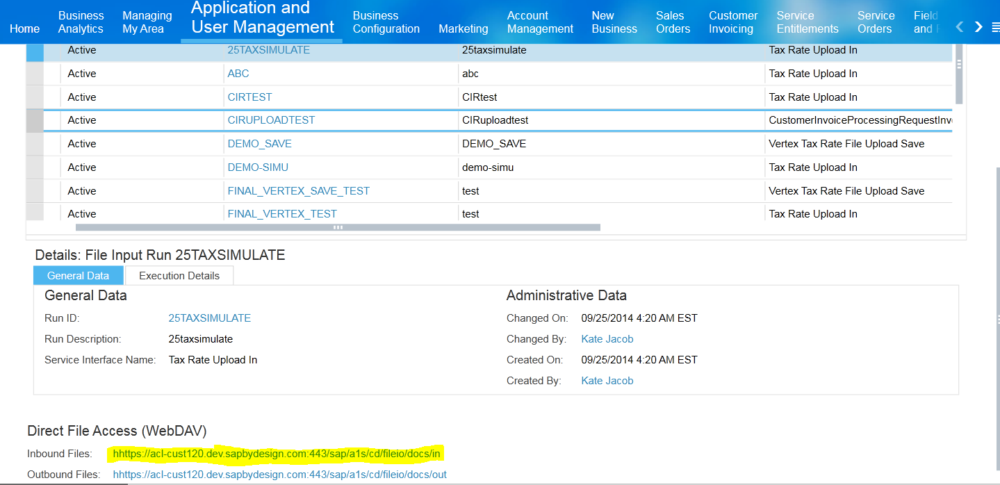 Home
Business Analytics
Managing My Area
Application and User Management
Business Configuration
Marketing
Account Management
New Business
Sales Orders
Customer Invoicing
Service Entitlements
Service Orders
Field and
Active 25TAXSIMULATE 25taxsimulate Tax Rate Upload In
Active ABC abc Tax Rate Upload In
Active CIRTEST CIRtest Tax Rate Upload In
Active CIRUPLOADTEST CIRuploadtest CustomerInvoiceProcessingRequestInv
Active DEMO_SAVE DEMO_SAVE Vertex Tax Rate File Upload Save
Active DEMO-SIMU demo-simu Tax Rate Upload In
Active FINAL_VERTEX_SAVE_TEST test Vertex Tax Rate File Upload Save
Active FINAL_VERTEX_TEST test Tax Rate Upload In
Details: File Input Run 25TAXSIMULATE
General Data Execution Details
General Data
Run ID: 25TAXSIMULATE
Run Description: 25taxsimulate
Service Interface Name: Tax Rate Upload In
Administrative Data
Changed On: 09/25/2014 4:20 AM EST
Changed By: Kate Jacob
Created On: 09/25/2014 4:20 AM EST
Created By: Kate Jacob
Direct File Access (WebDAV)
Inbound Files: hhttps://acl-cust120.dev.sapbydesign.com:443/sap/a1s/cd/fileio/docs/in
Outbound Files: hhttps://acl-cust120.dev.sapbydesign.com:443/sap/a1s/cd/fileio/docs/out